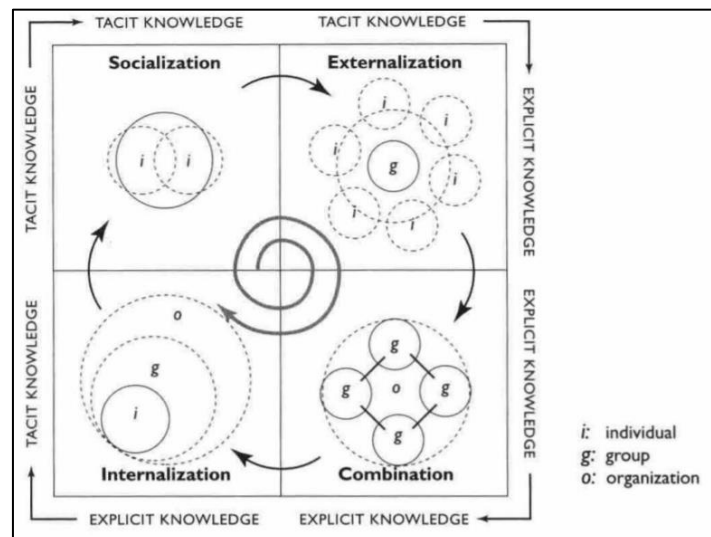 TACIT KNOWLEDGE
TACIT KNOWLEDGE
Socialization
Externalization
TACIT KNOWLEDGE
EXPLICIT KNOWLEDGE
i
i
i
i
i
i
i
i
g
TACIT KNOWLEDGE
EXPLICIT KNOWLEDGE
o
g
i
g
g
o
g
g
Internalization
Combination
EXPLICIT KNOWLEDGE
EXPLICIT KNOWLEDGE
i: individual
g: group
o: organization